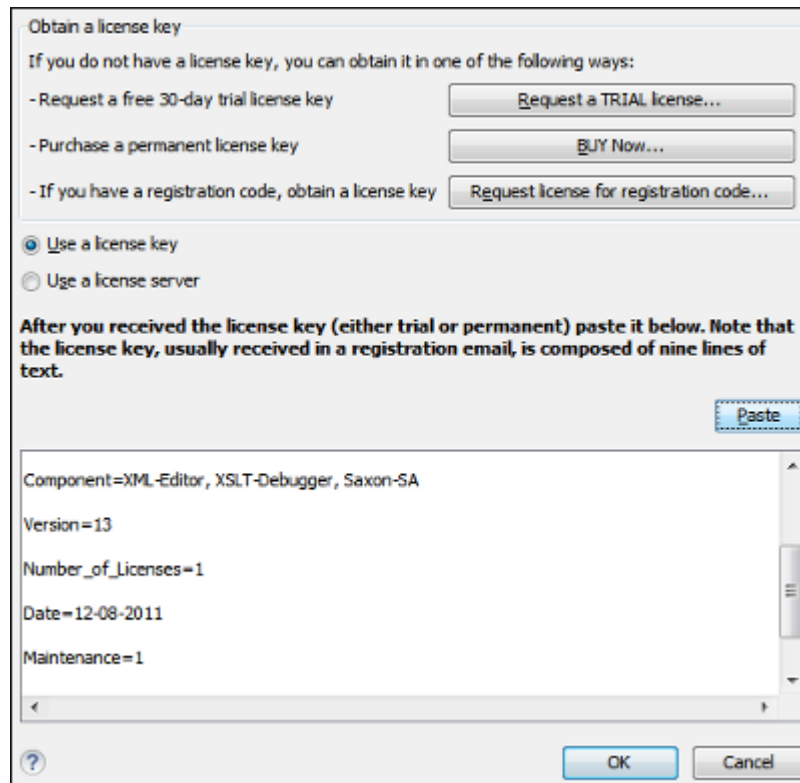 Obtain a license key
If you do not have a license key, you can obtain it in one of the following ways:
- Request a free 30-day trial license key
Request a TRIAL license...
- Purchase a permanent license key
BUY Now...
- If you have a registration code, obtain a license key
Request license for registration code...
Use a license key
Use a license server
After you received the license key (either trial or permanent) paste it below. Note that
the license key, usually received in a registration email, is composed of nine lines of
text.
Paste
Component=XML-Editor, XSLT-Debugger, Saxon-SA
Version=13
Number_of_Licenses=1
Date=12-08-2011
Maintenance=1
?
OK
Cancel